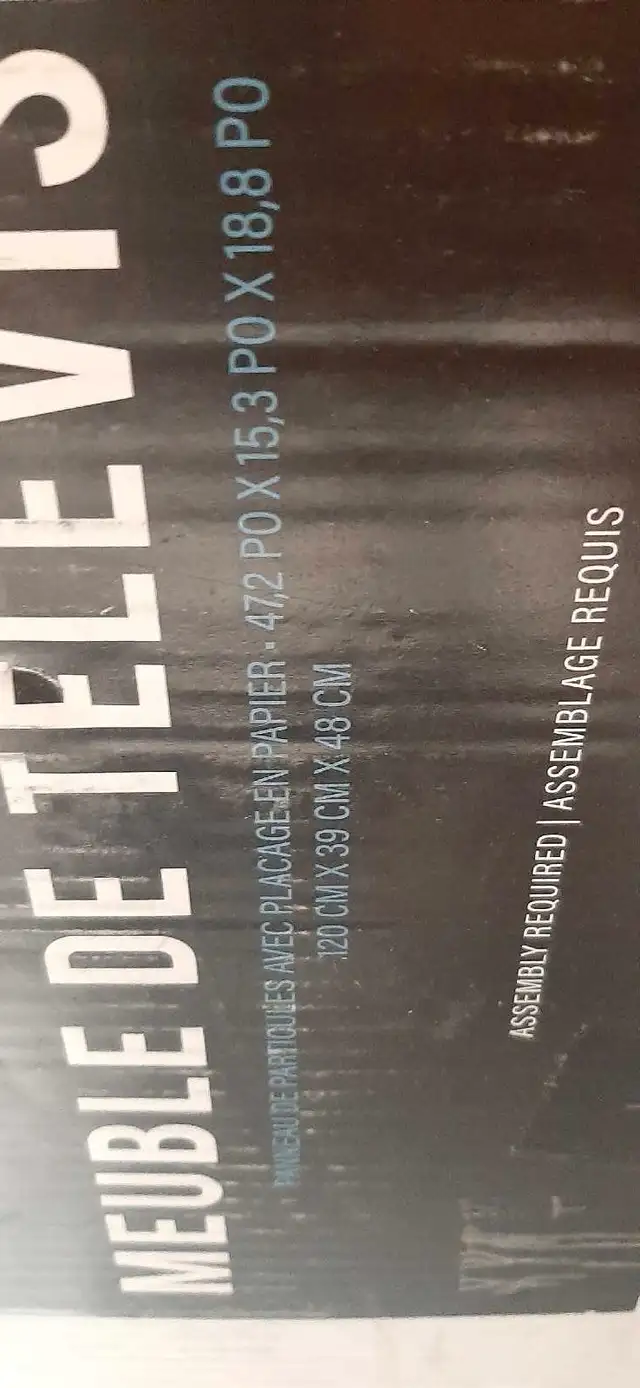 MEUBLE DE TÉLÉVIS
PANNEAU DE PARTICULES AVEC PLACAGE EN PAPIER • 47,2 PO X 15,3 PO X 18,8 PO
120 CM X 39 CM X 48 CM
ASSEMBLY REQUIRED | ASSEMBLAGE REQUIS